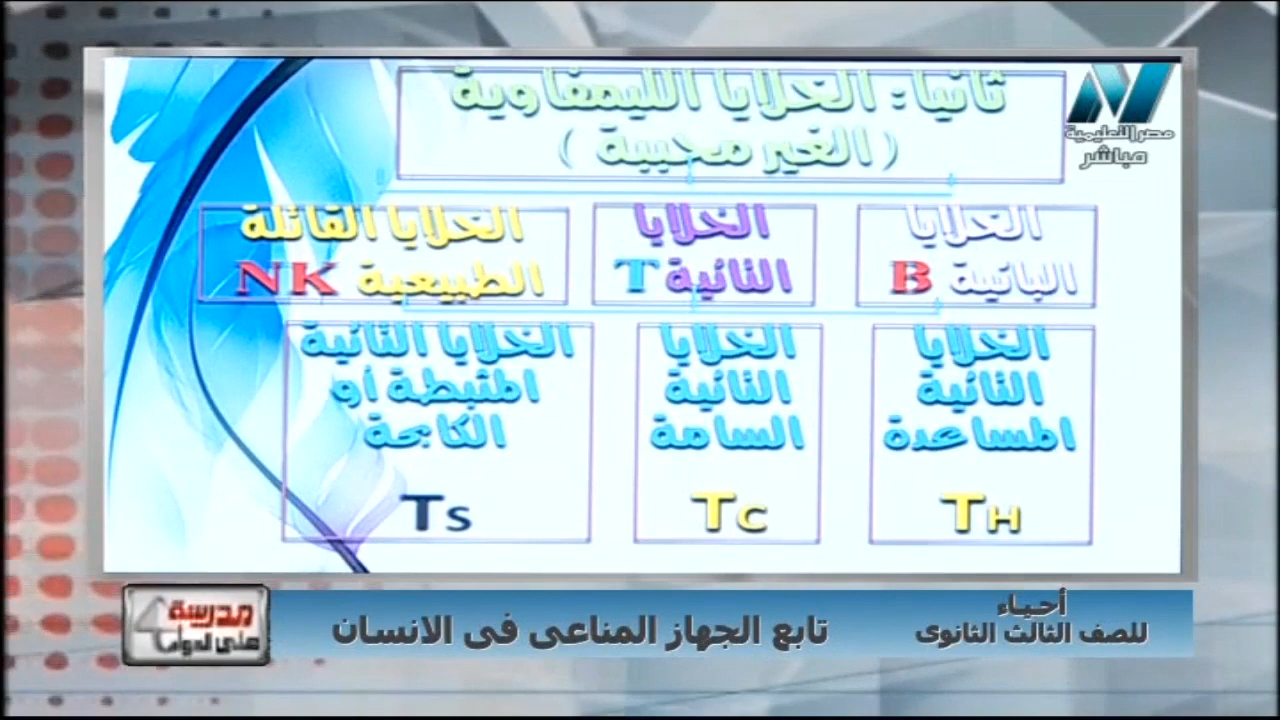 ثانيا: الخلايا الليمفاوية
(الغير محببة)
مصر التعليمية
مباشر
الخلايا
البائية B
الخلايا
التائية T
الخلايا القاتلة
الطبيعية NK
الخلايا
التائية
المساعدة
TH
الخلايا
التائية
السامة
TC
الخلايا التائية
المثبطة أو
الكابحة
TS
أحياء
للصف الثالث الثانوى
تابع الجهاز المناعى فى الانسان
مدرسة
على الهواء
4